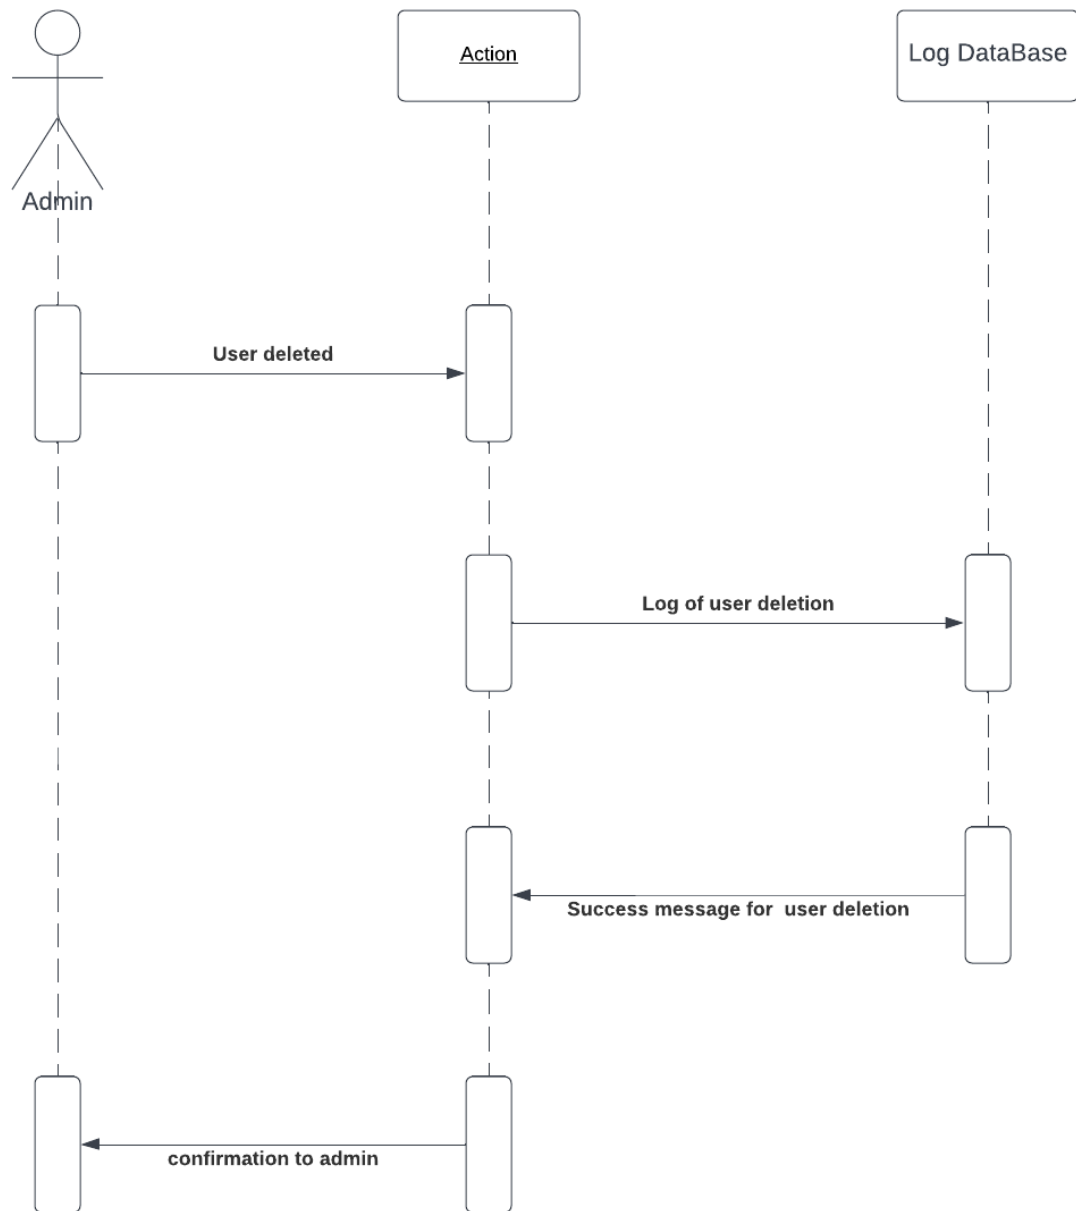 Action
Log DataBase
Admin
User deleted
Log of user deletion
Success message for  user deletion
confirmation to admin